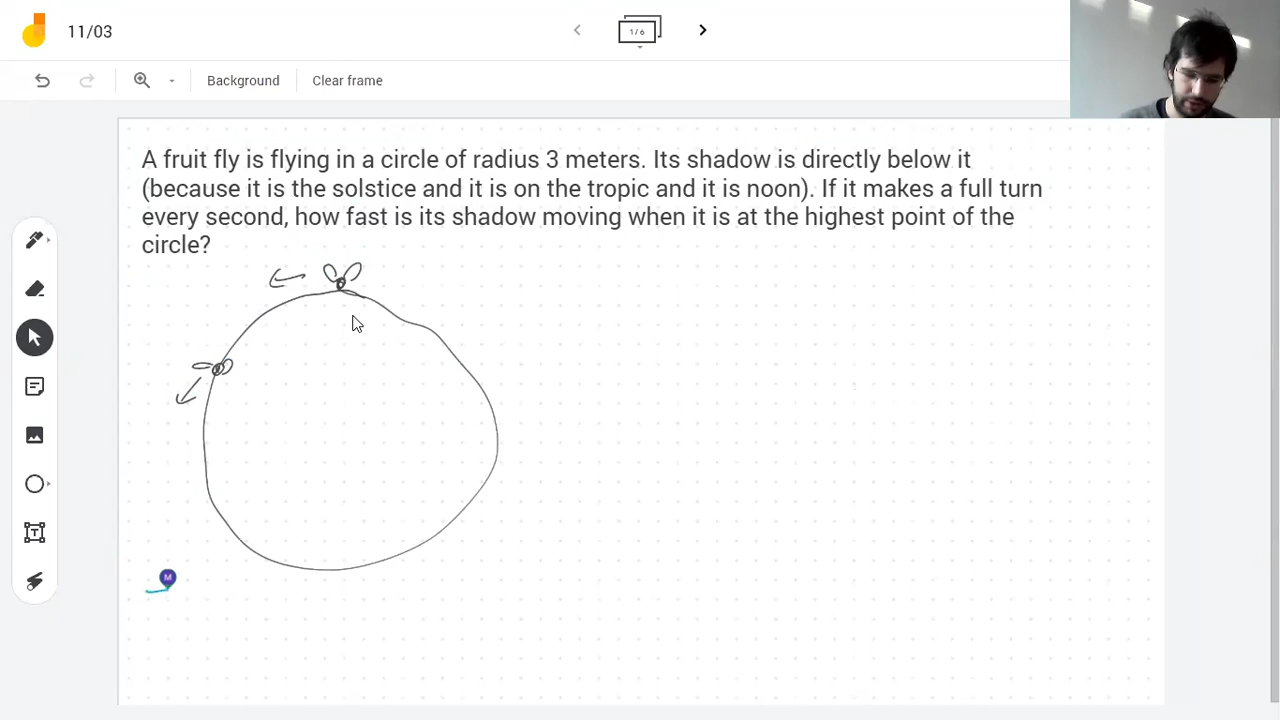 11/03
1/6
Background
Clear frame
A fruit fly is flying in a circle of radius 3 meters. Its shadow is directly below it
(because it is the solstice and it is on the tropic and it is noon). If it makes a full turn
every second, how fast is its shadow moving when it is at the highest point of the
circle?
T
M